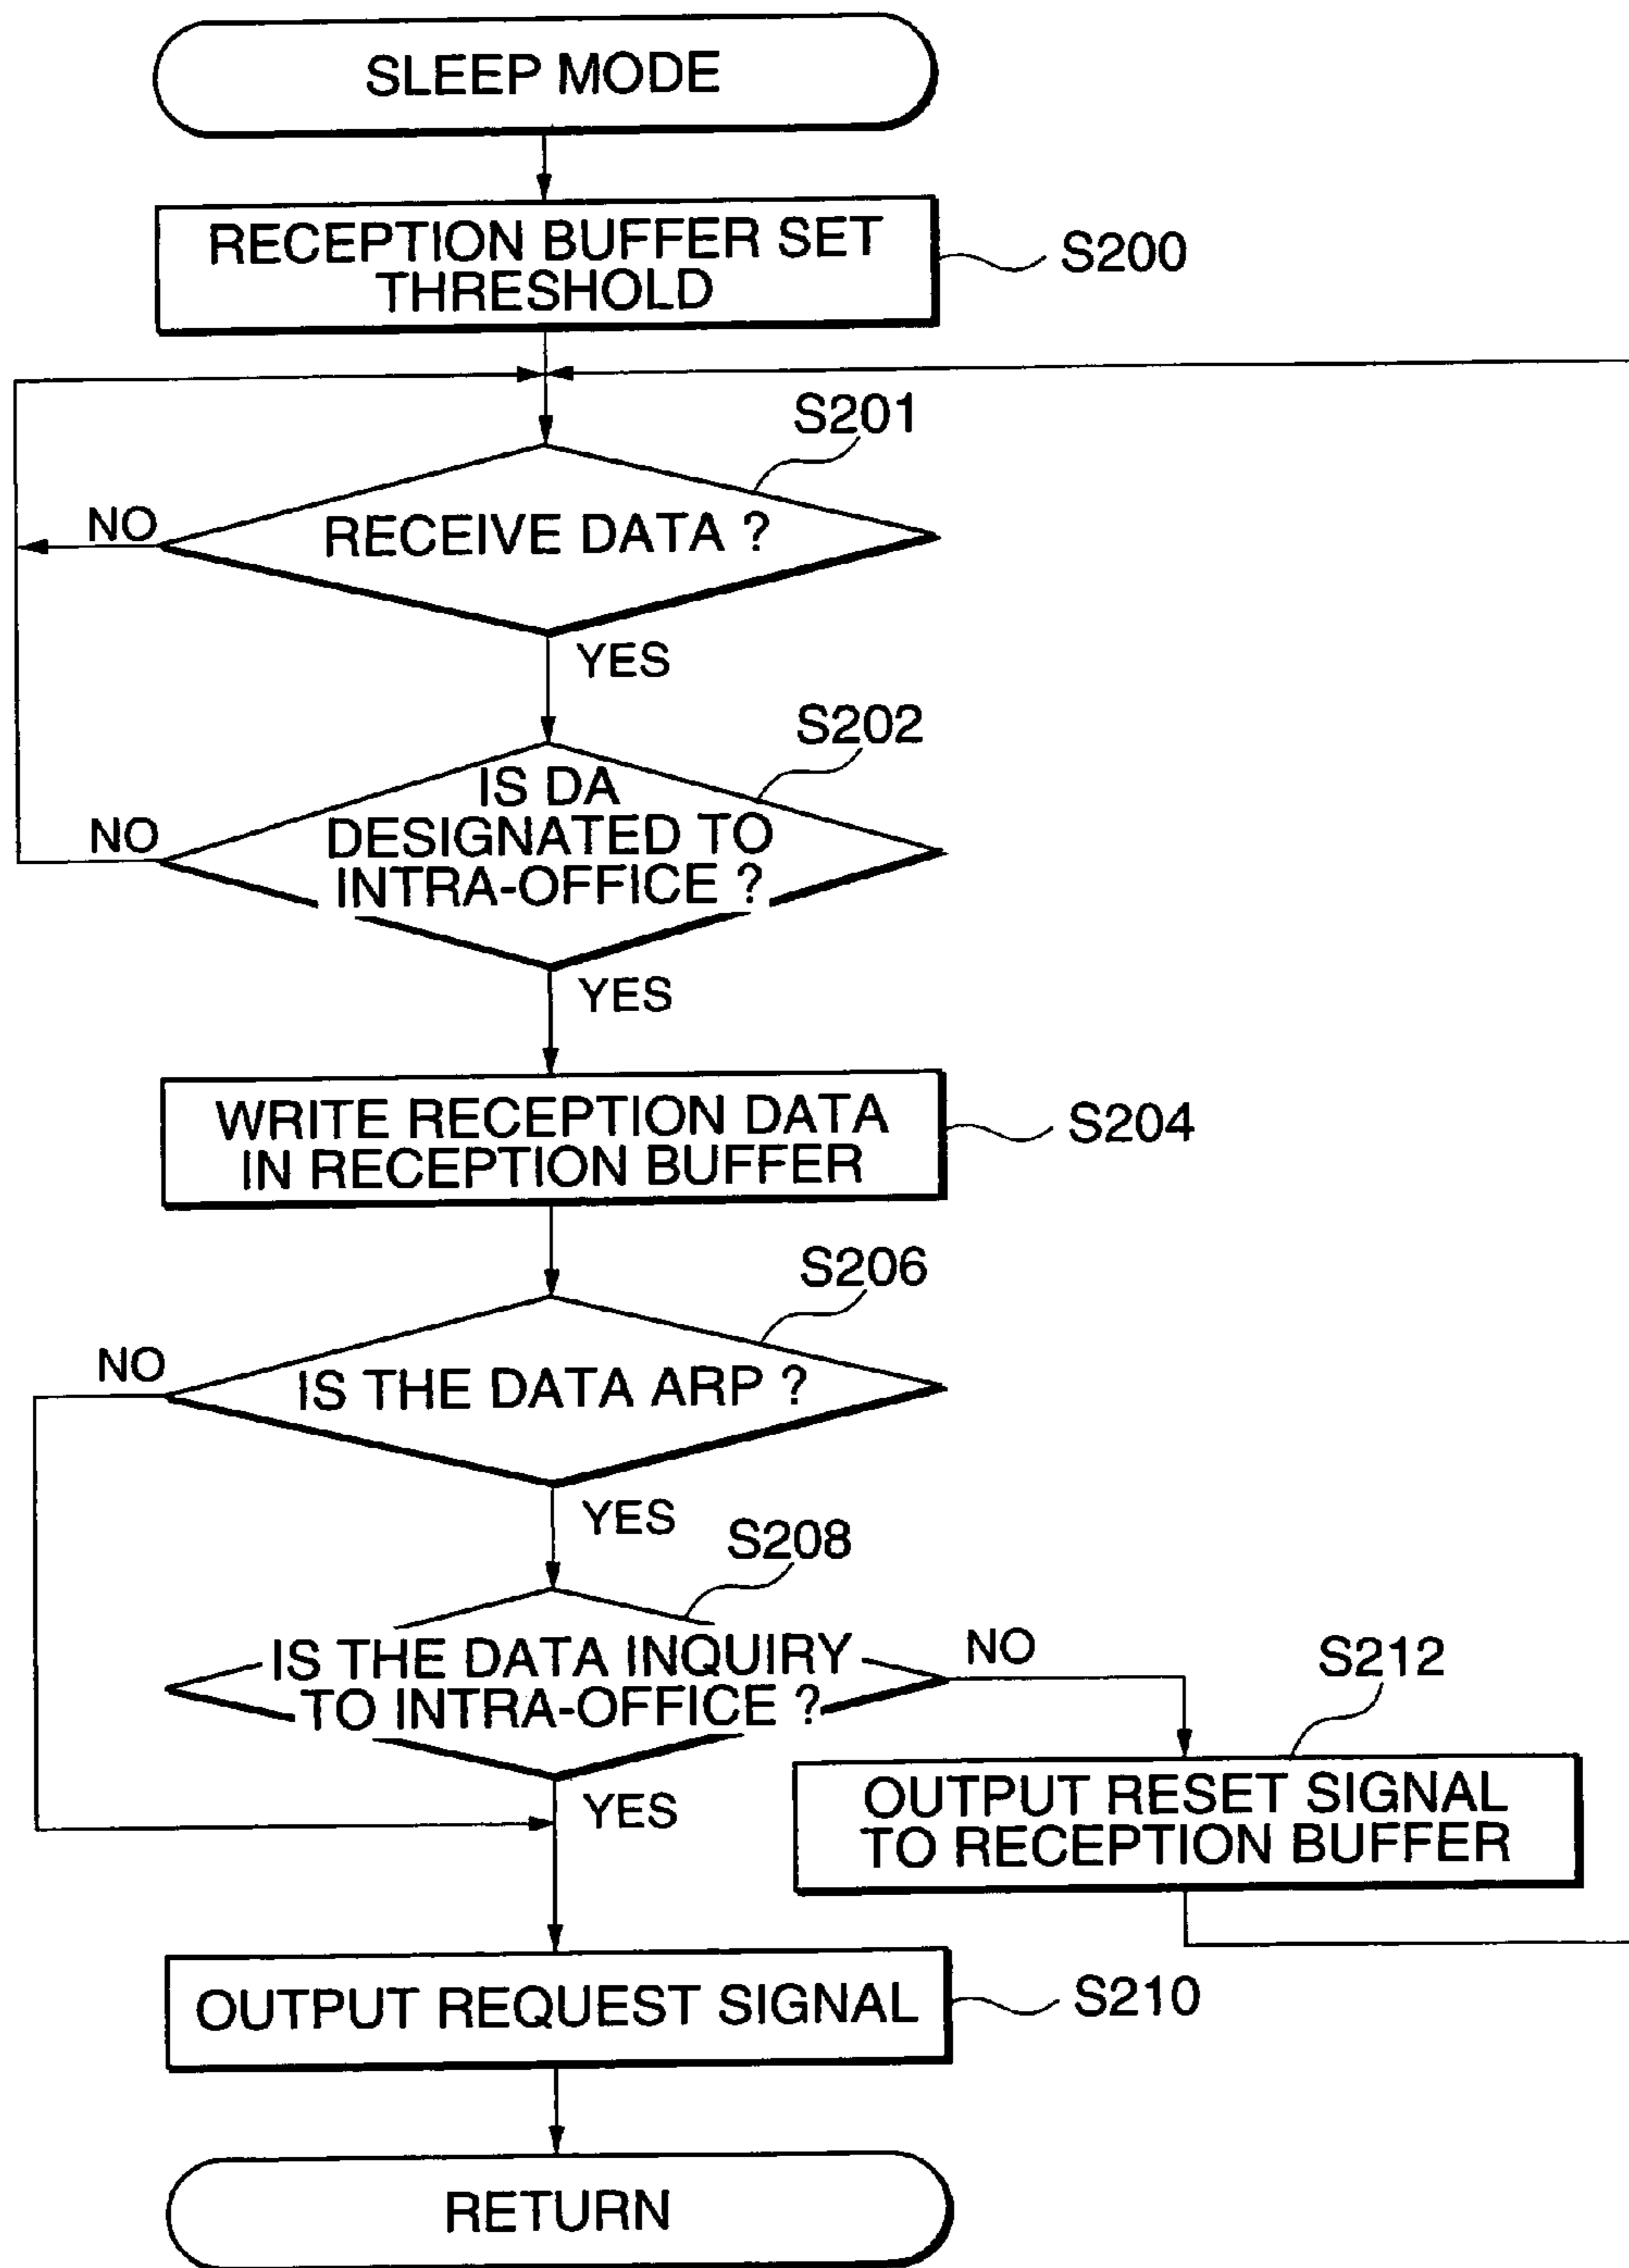 SLEEP MODE
RECEPTION BUFFER SET
THRESHOLD
S200
S201
RECEIVE DATA ?
NO
YES
S202
IS DA
DESIGNATED TO
INTRA-OFFICE ?
NO
YES
WRITE RECEPTION DATA
IN RECEPTION BUFFER
S204
S206
IS THE DATA ARP ?
NO
YES
S208
IS THE DATA INQUIRY
TO INTRA-OFFICE ?
NO
YES
S212
OUTPUT RESET SIGNAL
TO RECEPTION BUFFER
OUTPUT REQUEST SIGNAL
S210
RETURN